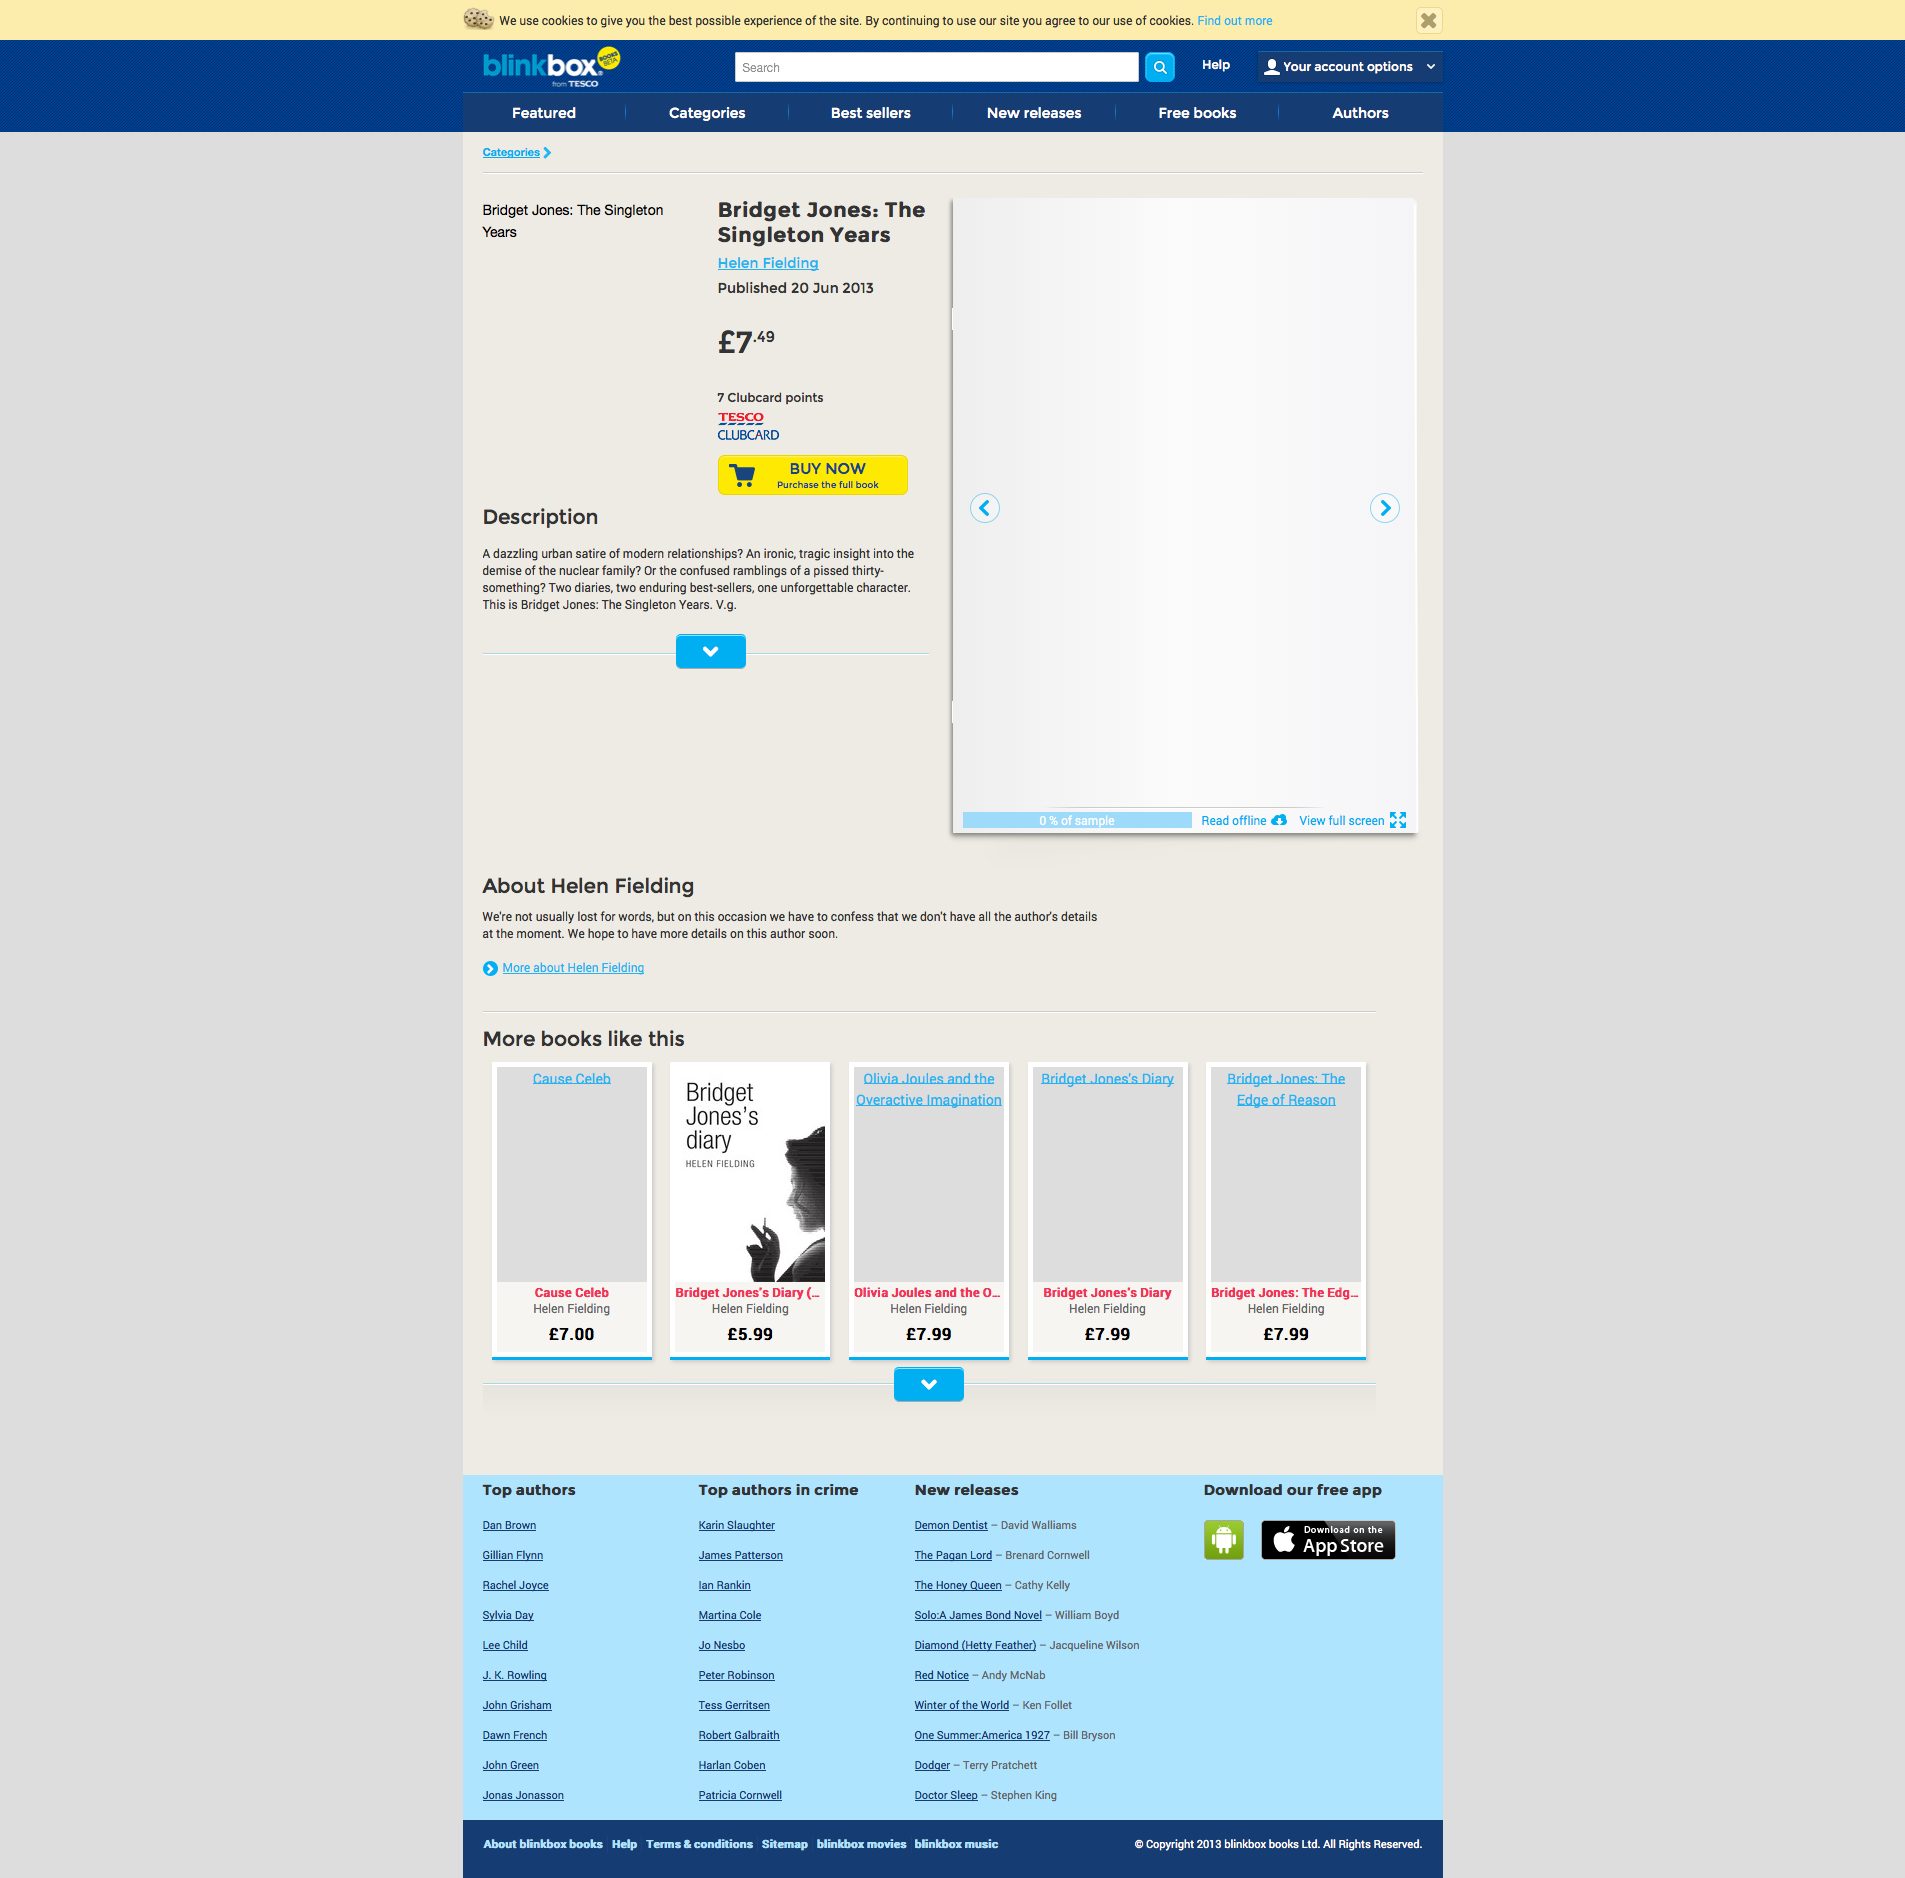 We use cookies to give you the best possible experience of the site. By continuing to use our site you agree to our use of cookies. Find out more
blinkbox
BOOKS
BETA
from TESCO
Search
Help
Your account options
Featured
Categories
Best sellers
New releases
Free books
Authors
Categories
Bridget Jones: The Singleton
Years
Bridget Jones: The
Singleton Years
Helen Fielding
Published 20 Jun 2013
£7.49
7 Clubcard points
TESCO
CLUBCARD
BUY NOW
Purchase the full book
Description
A dazzling urban satire of modern relationships? An ironic, tragic insight into the
demise of the nuclear family? Or the confused ramblings of a pissed thirty-
something? Two diaries, two enduring best-sellers, one unforgettable character.
This is Bridget Jones: The Singleton Years. V.g.
0 % of sample
Read offline
View full screen
About Helen Fielding
We're not usually lost for words, but on this occasion we have to confess that we don't have all the author's details
at the moment. We hope to have more details on this author soon.
More about Helen Fielding
More books like this
Cause Celeb
Cause Celeb
Helen Fielding
£7.00
Bridget
Jones's
diary
HELEN FIELDING
Bridget Jones's Diary (...
Helen Fielding
£5.99
Olivia Joules and the
Overactive Imagination
Olivia Joules and the O...
Helen Fielding
£7.99
Bridget Jones's Diary
Bridget Jones's Diary
Helen Fielding
£7.99
Bridget Jones: The
Edge of Reason
Bridget Jones: The Edg...
Helen Fielding
£7.99
Top authors
Dan Brown
Gillian Flynn
Rachel Joyce
Sylvia Day
Lee Child
J. K. Rowling
John Grisham
Dawn French
John Green
Jonas Jonasson
Top authors in crime
Karin Slaughter
James Patterson
Ian Rankin
Martina Cole
Jo Nesbo
Peter Robinson
Tess Gerritsen
Robert Galbraith
Harlan Coben
Patricia Cornwell
New releases
Demon Dentist – David Walliams
The Pagan Lord – Brenard Cornwell
The Honey Queen – Cathy Kelly
Solo:A James Bond Novel – William Boyd
Diamond (Hetty Feather) – Jacqueline Wilson
Red Notice – Andy McNab
Winter of the World – Ken Follet
One Summer:America 1927 – Bill Bryson
Dodger – Terry Pratchett
Doctor Sleep – Stephen King
Download our free app
Download on the
App Store
About blinkbox books Help Terms & conditions Sitemap blinkbox movies blinkbox music
© Copyright 2013 blinkbox books Ltd. All Rights Reserved.